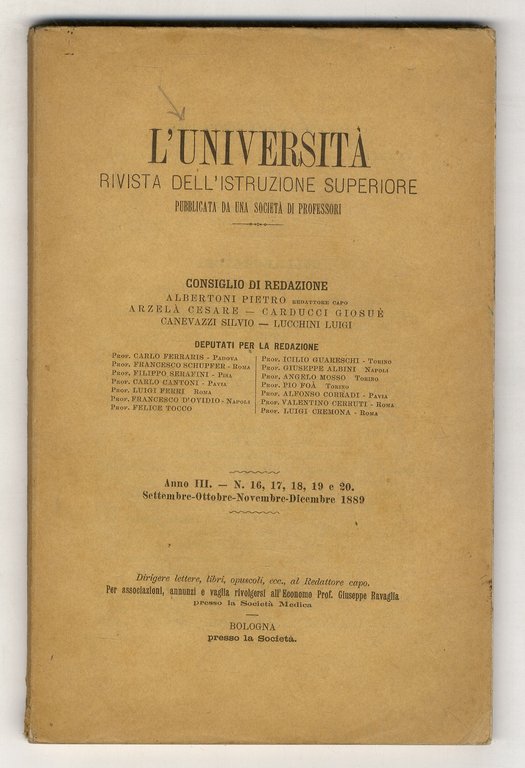 L'UNIVERSITÀ
RIVISTA DELL'ISTRUZIONE SUPERIORE
PUBBLICATA DA UNA SOCIETÀ DI PROFESSORI
CONSIGLIO DI REDAZIONE
ALBERTONI PIETRO REDATTORE CAPO
ARZELÀ CESARE — CARDUCCI GIOSUÈ
CANEVAZZI SILVIO — LUCCHINI LUIGI
DEPUTATI PER LA REDAZIONE
PROF. CARLO FERRARIS - PADOVA
PROF. FRANCESCO SCHUPFER - ROMA
PROF. FILIPPO SERAFINI - PISA
PROF. CARLO CANTONI - PAVIA
PROF. LUIGI FERRI ROMA
PROF. FRANCESCO D'OVIDIO - NAPOLI
PROF. FELICE TOCCO
PROF. ICILIO GUARESCHI - TORINO
PROF. GIUSEPPE ALBINI NAPOLI
PROF. ANGELO MOSSO TORINO
PROF. PIO FOÀ TORINO
PROF. ALFONSO CORRADI - PAVIA
PROF. VALENTINO CERRUTI - ROMA
PROF. LUIGI CREMONA - ROMA
Anno III. — N. 16, 17, 18, 19 e 20.
Settembre-Ottobre-Novembre-Dicembre 1889
Dirigere lettere, libri, opuscoli, ecc., al Redattore capo.
Per associazioni, annunzi e vaglia rivolgersi all'Economo Prof. Giuseppe Ravaglia
presso la Società Medica
BOLOGNA
presso la Società.